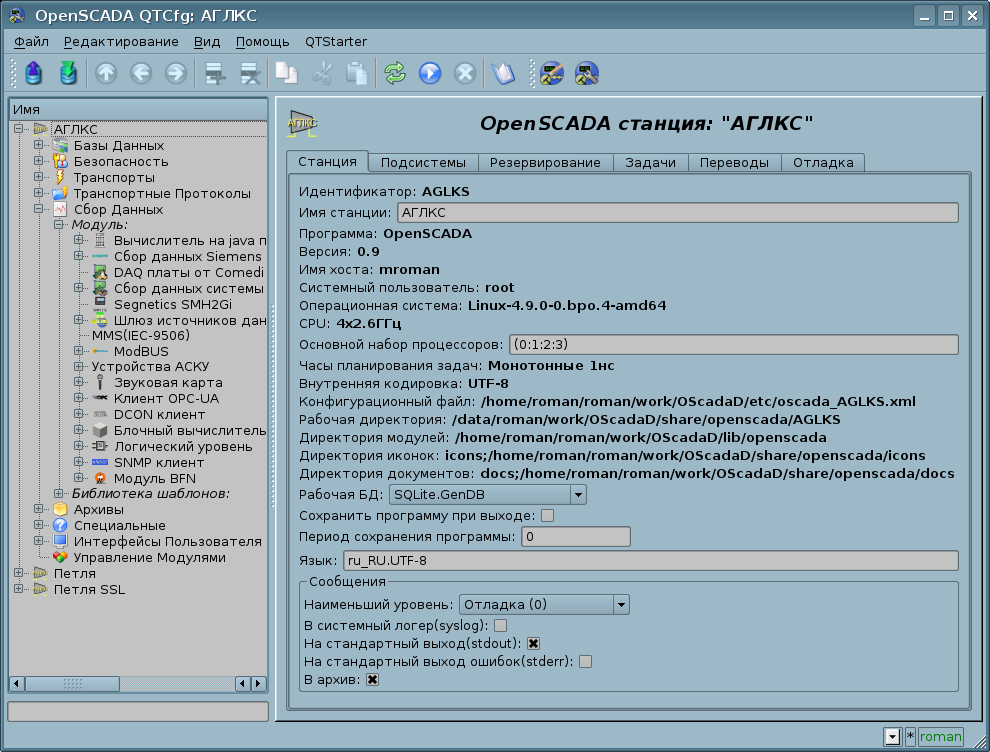 OpenSCADA QTCfg: АГЛКС
Файл Редактирование Вид Помощь QTStarter
Имя
АГЛКС
Базы Данных
Безопасность
Транспорты
Транспортные Протоколы
Сбор Данных
Модуль:
Вычислитель на java п
Сбор данных Siemens
DAQ платы от Comedi
Сбор данных системы
Segnetics SMH2Gi
Шлюз источников дан
MMS(IEC-9506)
ModBUS
Устройства АСКУ
Звуковая карта
Клиент OPC-UA
DCON клиент
Блочный вычислитель
Логический уровень
SNMP клиент
Модуль BFN
Библиотека шаблонов:
Архивы
Специальные
Интерфейсы Пользователя
Управление Модулями
Петля
Петля SSL
АГЛКС
OpenSCADA станция: "АГЛКС"
Станция Подсистемы Резервирование Задачи Переводы Отладка
Идентификатор: AGLKS
Имя станции: АГЛКС
Программа: OpenSCADA
Версия: 0.9
Имя хоста: mroman
Системный пользователь: root
Операционная система: Linux-4.9.0-0.bpo.4-amd64
CPU: 4x2.6ГГц
Основной набор процессоров: (0:1:2:3)
Часы планирования задач: Монотонные 1нс
Внутренняя кодировка: UTF-8
Конфигурационный файл: /home/roman/roman/work/OScadaD/etc/oscada_AGLKS.xml
Рабочая директория: /data/roman/work/OScadaD/share/openscada/AGLKS
Директория модулей: /home/roman/roman/work/OScadaD/lib/openscada
Директория иконок: icons;/home/roman/roman/work/OScadaD/share/openscada/icons
Директория документов: docs;/home/roman/roman/work/OScadaD/share/openscada/docs
Рабочая БД: SQLite.GenDB
Сохранить программу при выходе:
Период сохранения программы: 0
Язык: ru_RU.UTF-8
Сообщения
Наименьший уровень: Отладка (0)
В системный логер(syslog):
На стандартный выход(stdout):
На стандартный выход ошибок(stderr):
В архив:
* roman